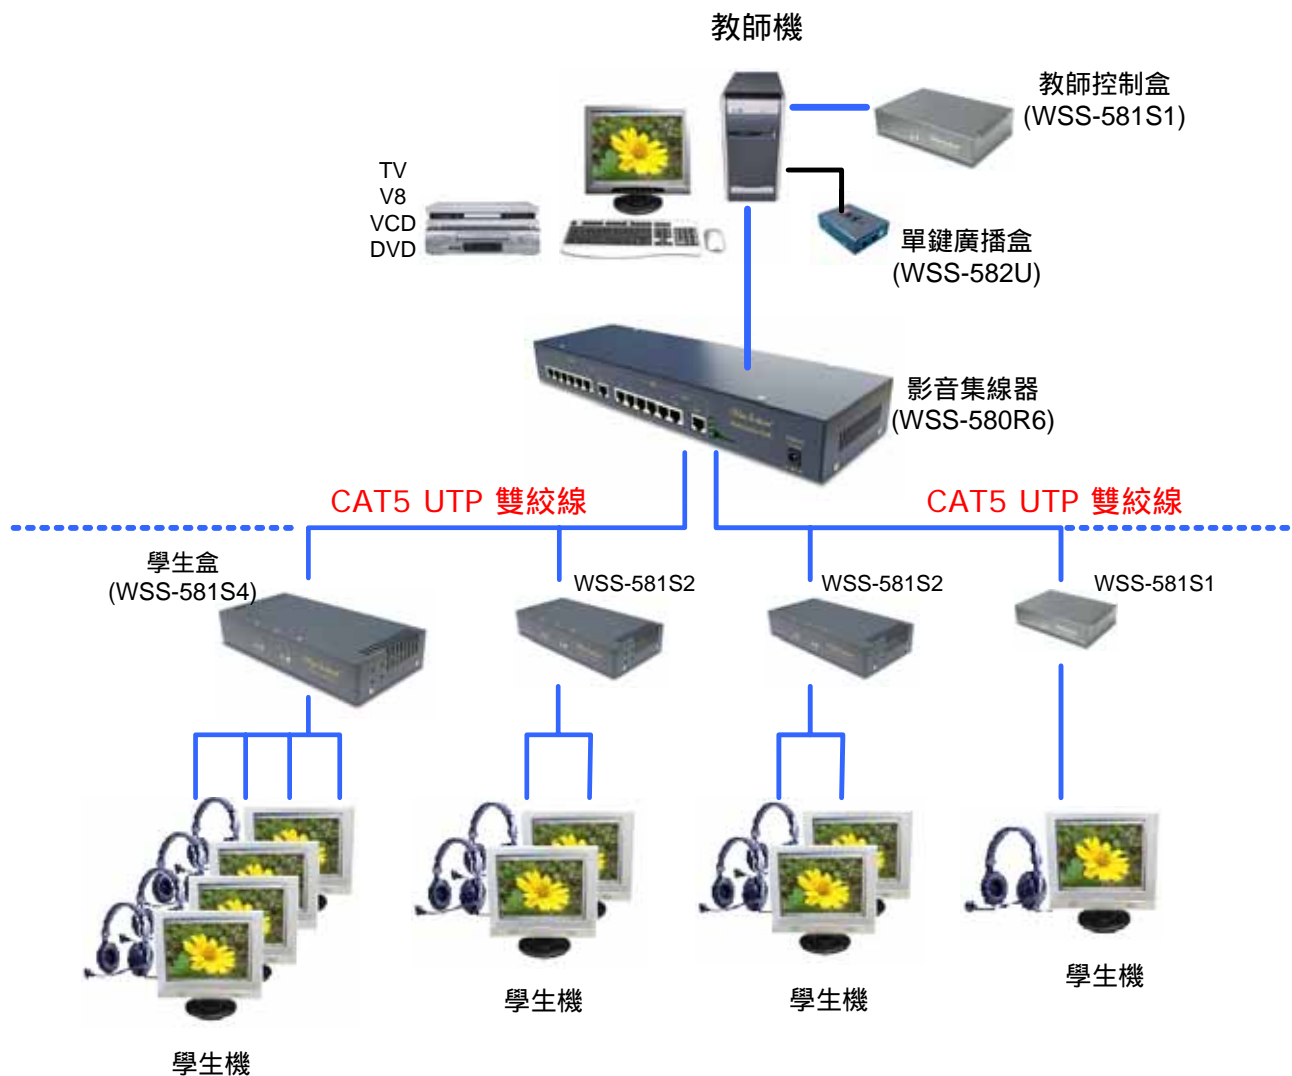 教師機
教師控制盒
(WSS-581S1)
TV
V8
VCD
DVD
單鍵廣播盒
(WSS-582U)
影音集線器
(WSS-580R6)
CAT5 UTP 雙絞線
CAT5 UTP 雙絞線
學生盒
(WSS-581S4)
WSS-581S2
WSS-581S2
WSS-581S1
學生機
學生機
學生機
學生機